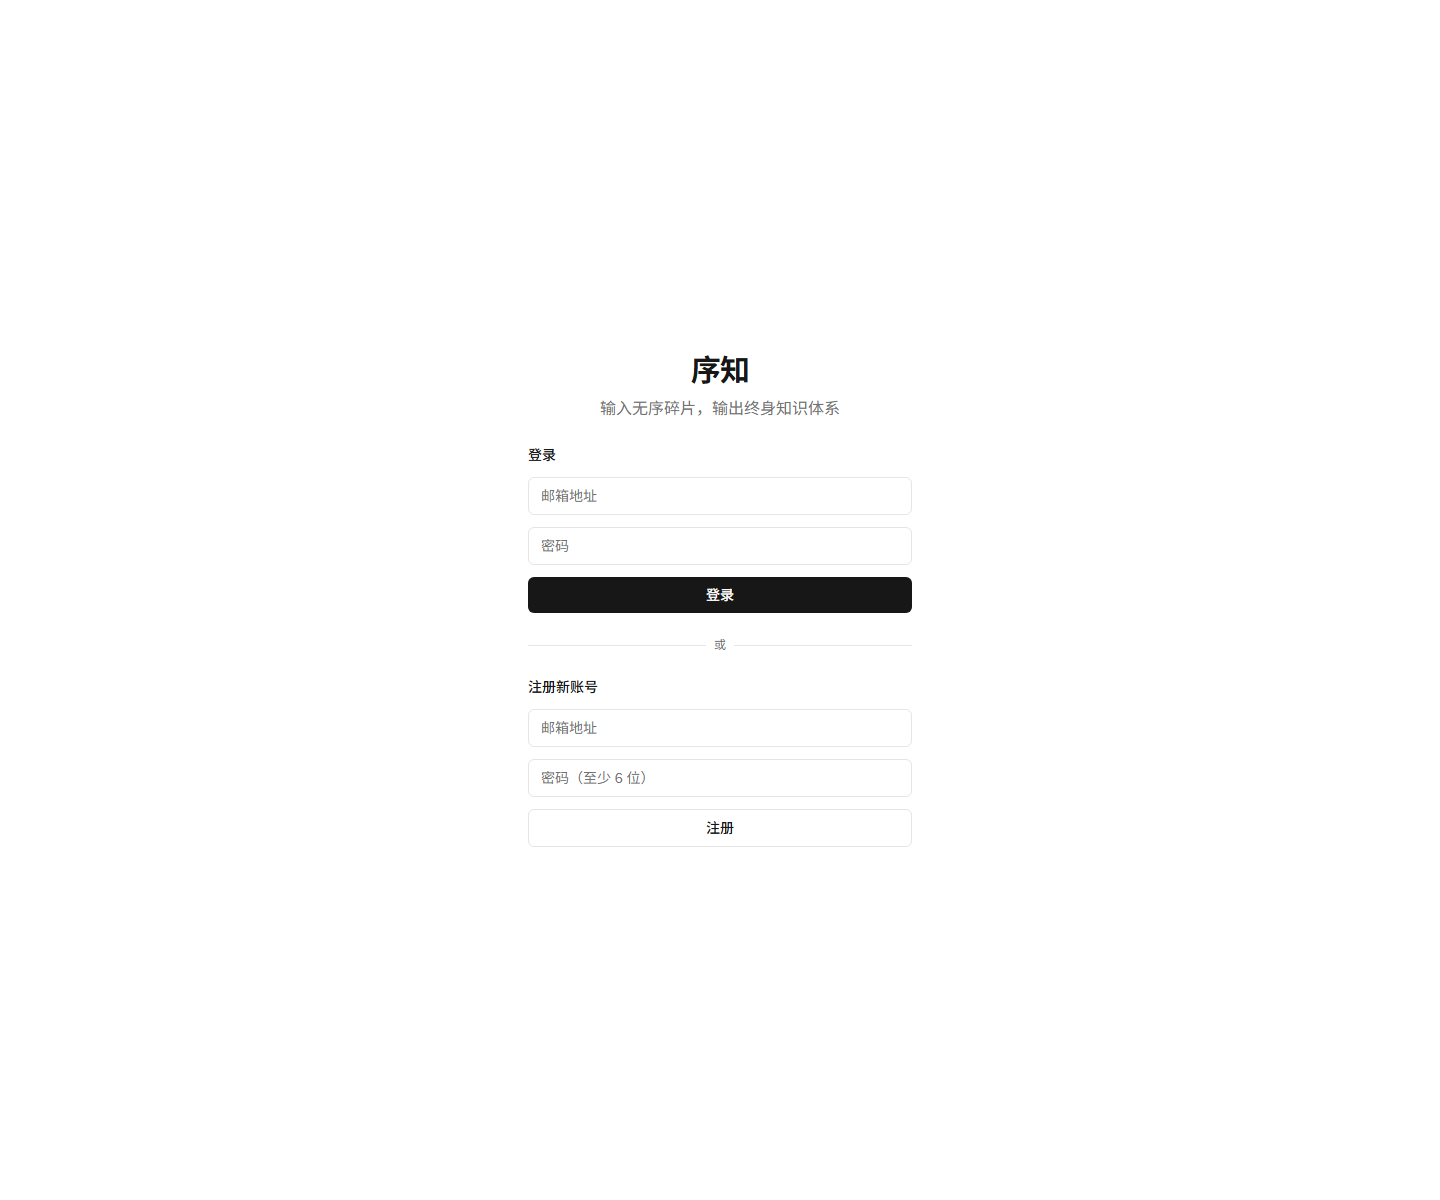 序知
输入无序碎片，输出终身知识体系
登录
邮箱地址
密码
登录
或
注册新账号
邮箱地址
密码（至少 6 位）
注册